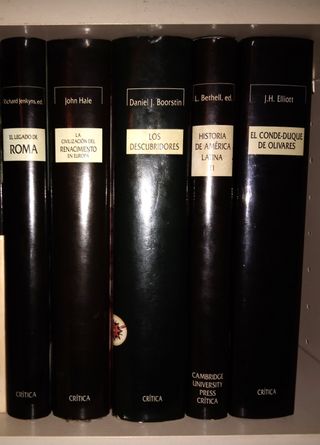 Richard Jenkyns, ed.
EL LEGADO DE
ROMA
CRÍTICA
John Hale
LA
CIVILIZACIÓN DEL
RENACIMIENTO
EN EUROPA
CRÍTICA
Daniel J. Boorstin
LOS
DESCUBRIDORES
CRÍTICA
L. Bethell, ed.
HISTORIA
DE AMÉRICA
LATINA
CAMBRIDGE
UNIVERSITY
PRESS
CRÍTICA
J.H. Elliott
EL CONDE-DUQUE
DE OLIVARES
CRÍTICA